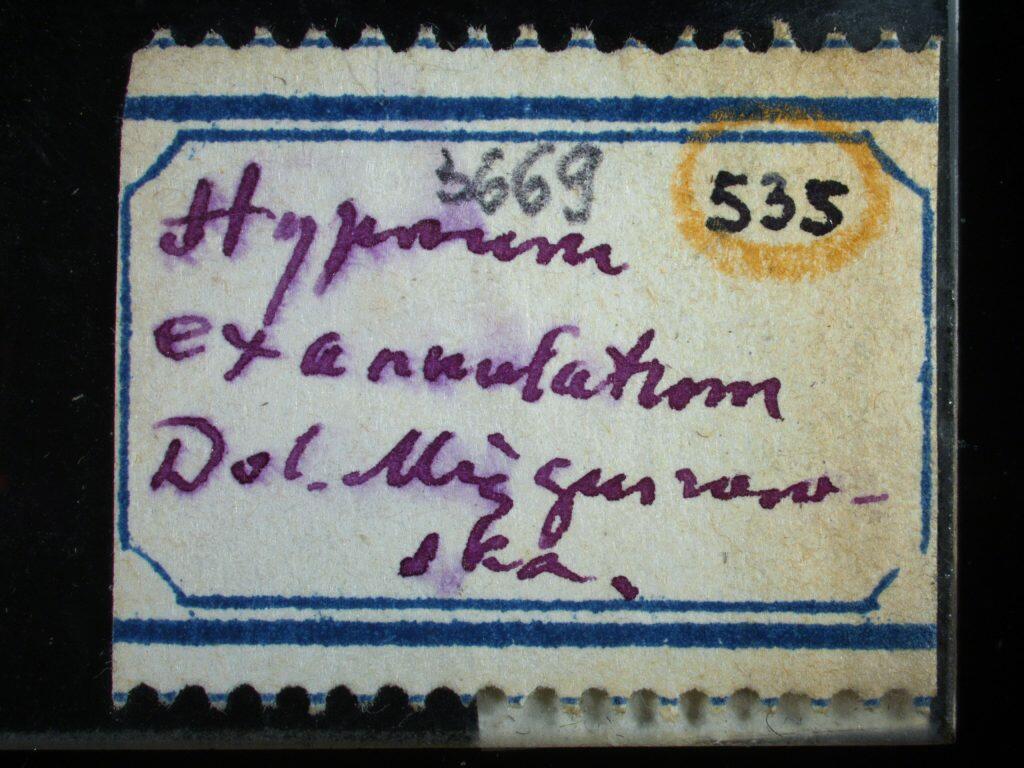 3669
535
Hypnum
exannulatum
Dol. Mięguszow-
ska.